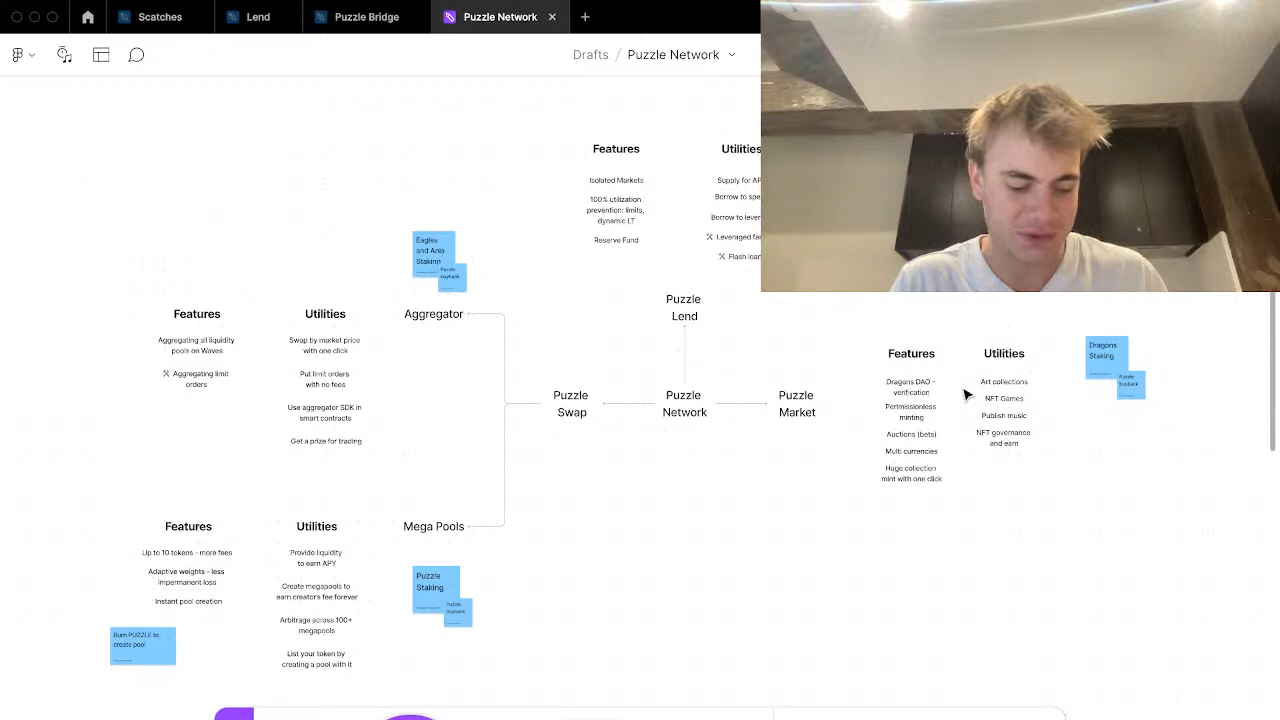 Scatches
Lend
Puzzle Bridge
Puzzle Network
Drafts / Puzzle Network
Features
Isolated Markets
100% utilization
prevention: limits,
dynamic LT
Reserve Fund
Utilities
Supply for AP
Borrow to spe
Borrow to lever
Leveraged far
Flash loan
Eagles
and Ania
Staking
Puzzle
buyback
Features
Aggregating all liquidity
pools on Waves
Aggregating limit
orders
Utilities
Swap by market price
with one click
Put limit orders
with no fees
Use aggregator SDK in
smart contracts
Get a prize for trading
Aggregator
Puzzle
Lend
Puzzle
Swap
Puzzle
Network
Puzzle
Market
Features
Dragons DAO -
verification
Perimissionless
minting
Auctions (bets)
Multi currencies
Huge collection
mint with one click
Utilities
Art collections
NFT Games
Publish music
NFT governance
and earn
Dragons
Staking
Puzzle
buyback
Features
Up to 10 tokens - more fees
Adaptive weights - less
impermanent loss
Instant pool creation
Utilities
Provide liquidity
to earn APY
Create megapools to
earn creator's fee forever
Arbitrage across 100+
megapools
List your token by
creating a pool with it
Mega Pools
Puzzle
Staking
Puzzle
buyback
Burn PUZZLE to
create pool